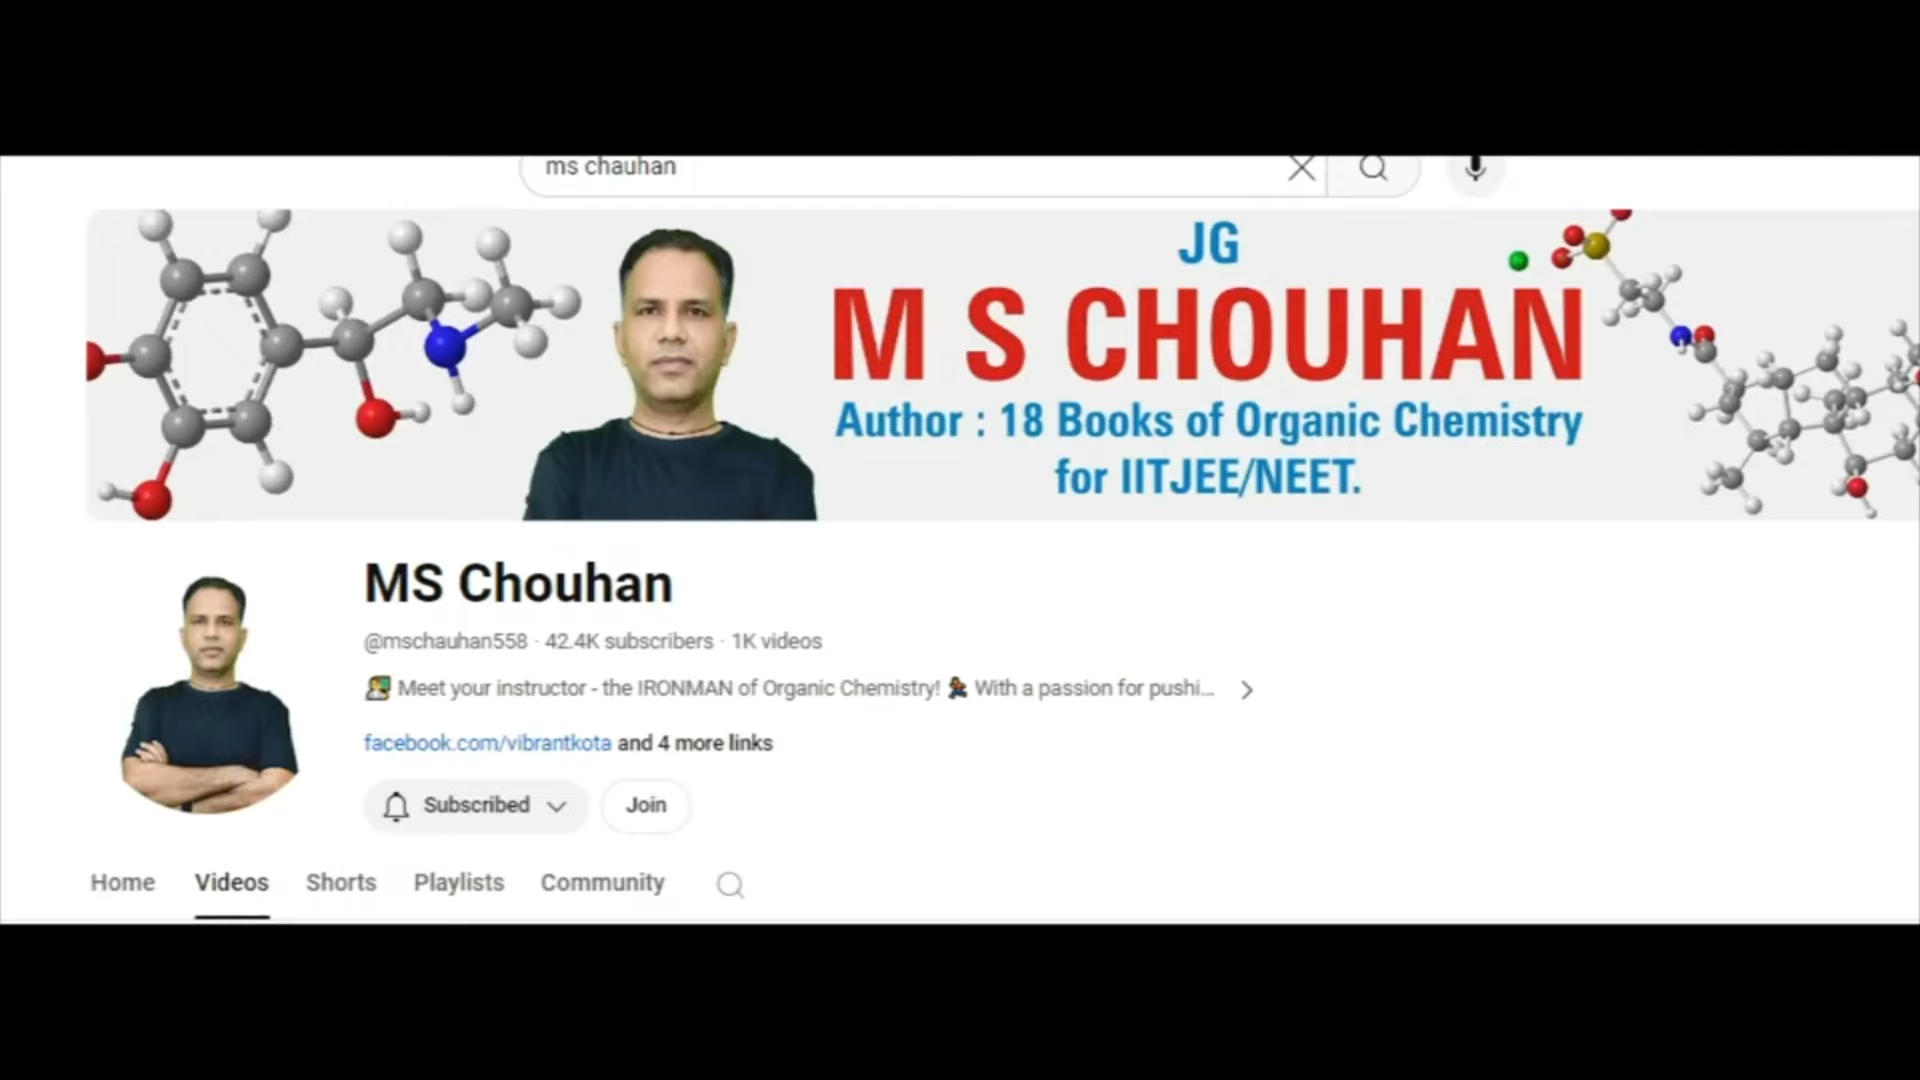 ms chauhan
JG
M S CHOUHAN
Author : 18 Books of Organic Chemistry
for IITJEE/NEET.
MS Chouhan
@mschauhan558 · 42.4K subscribers · 1K videos
Meet your instructor - the IRONMAN of Organic Chemistry! With a passion for pushi...
facebook.com/vibrantkota and 4 more links
Subscribed
Join
Home Videos Shorts Playlists Community